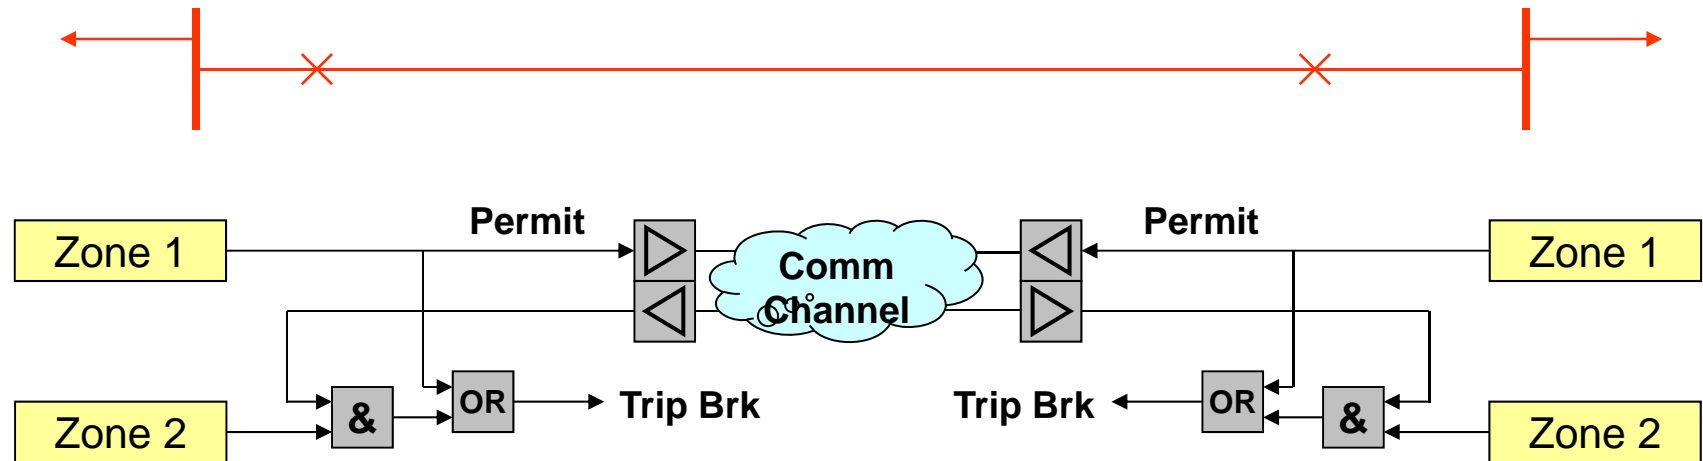 Permit
Permit
Zone 1
Comm
Channel
Zone 1
&
OR
Trip Brk
Trip Brk
OR
&
Zone 2
Zone 2